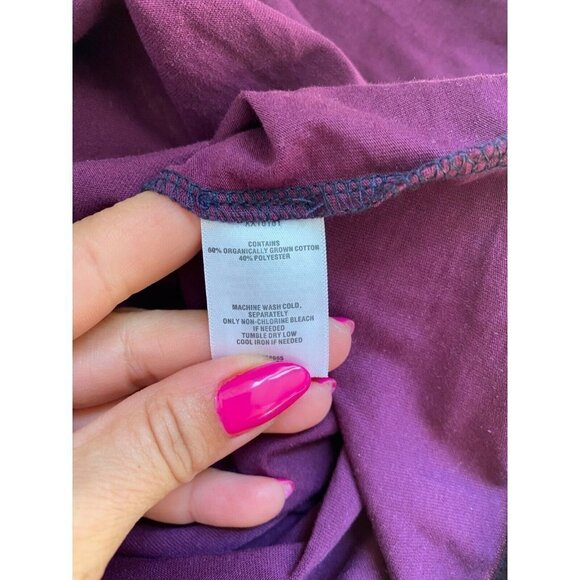 CONTAINS
60% ORGANICALLY GROWN COTTON
40% POLYESTER
MACHINE WASH COLD,
SEPARATELY
ONLY NON-CHLORINE BLEACH
IF NEEDED
TUMBLE DRY LOW
COOL IRON IF NEEDED